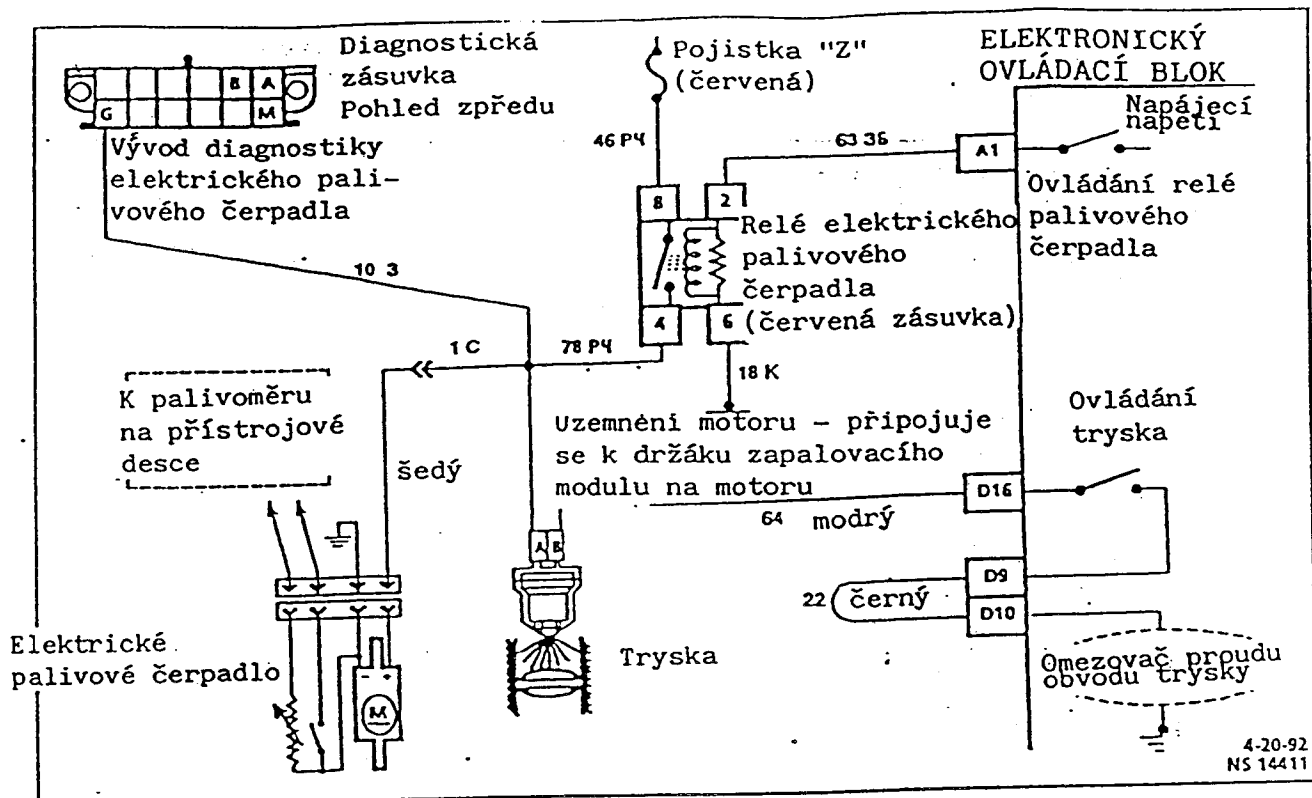 Diagnostická
zásuvka
Pohled zpředu
B A
G M
Vývod diagnostiky
elektrického pali-
vového čerpadla
Pojistka "Z"
(červená)
ELEKTRONICKÝ
OVLÁDACÍ BLOK
Napájecí
napětí
46 PЧ
63 3Б
A1
8 2
Ovládání relé
palivového
čerpadla
Relé elektrického
palivového
čerpadla
(červená zásuvka)
4 6
10 3
1 C
78 PЧ
18 K
K palivoměru
na přístrojové
desce
šedý
Uzemnění motoru – připojuje
se k držáku zapalovacího
modulu na motoru
Ovládání
tryska
D16
64 modrý
A B
D9
22 černý
D10
Elektrické
palivové čerpadlo
- +
M
Tryska
Omezovač proudu
obvodu trysky
4-20-92
NS 14411